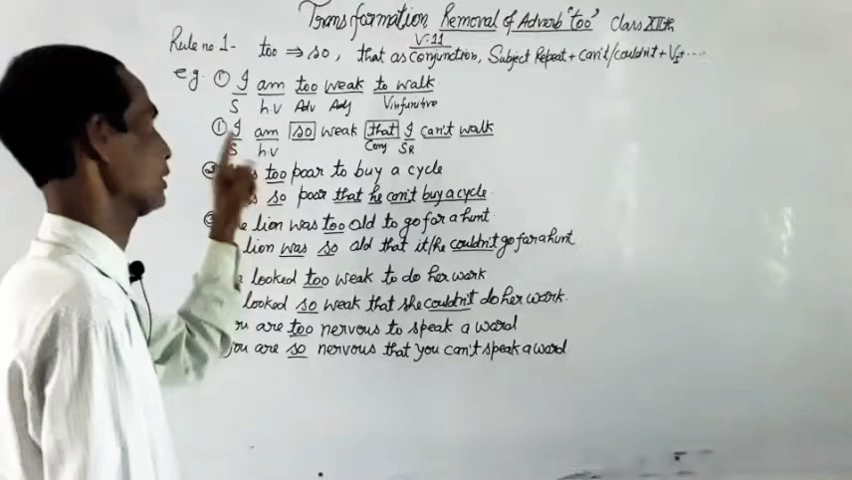 Transformation Removal of Adverb "too" Class XIIth
V.11
Rule no 1- too ⇒ so, that as conjunction, Subject Repeat + can't/couldn't + V₁ ....
eg. ① I am too weak to walk.
S hv Adv Adj Vinfinitive
① I am so weak that I can't walk
S hv Conj SR
② too poor to buy a cycle
so poor that he can't buy a cycle.
③ lion was too old to go for a hunt
lion was so old that it/he couldn't go for a hunt
looked too weak to do her work
looked so weak that she couldn't do her work.
are too nervous to speak a word
you are so nervous that you can't speak a word